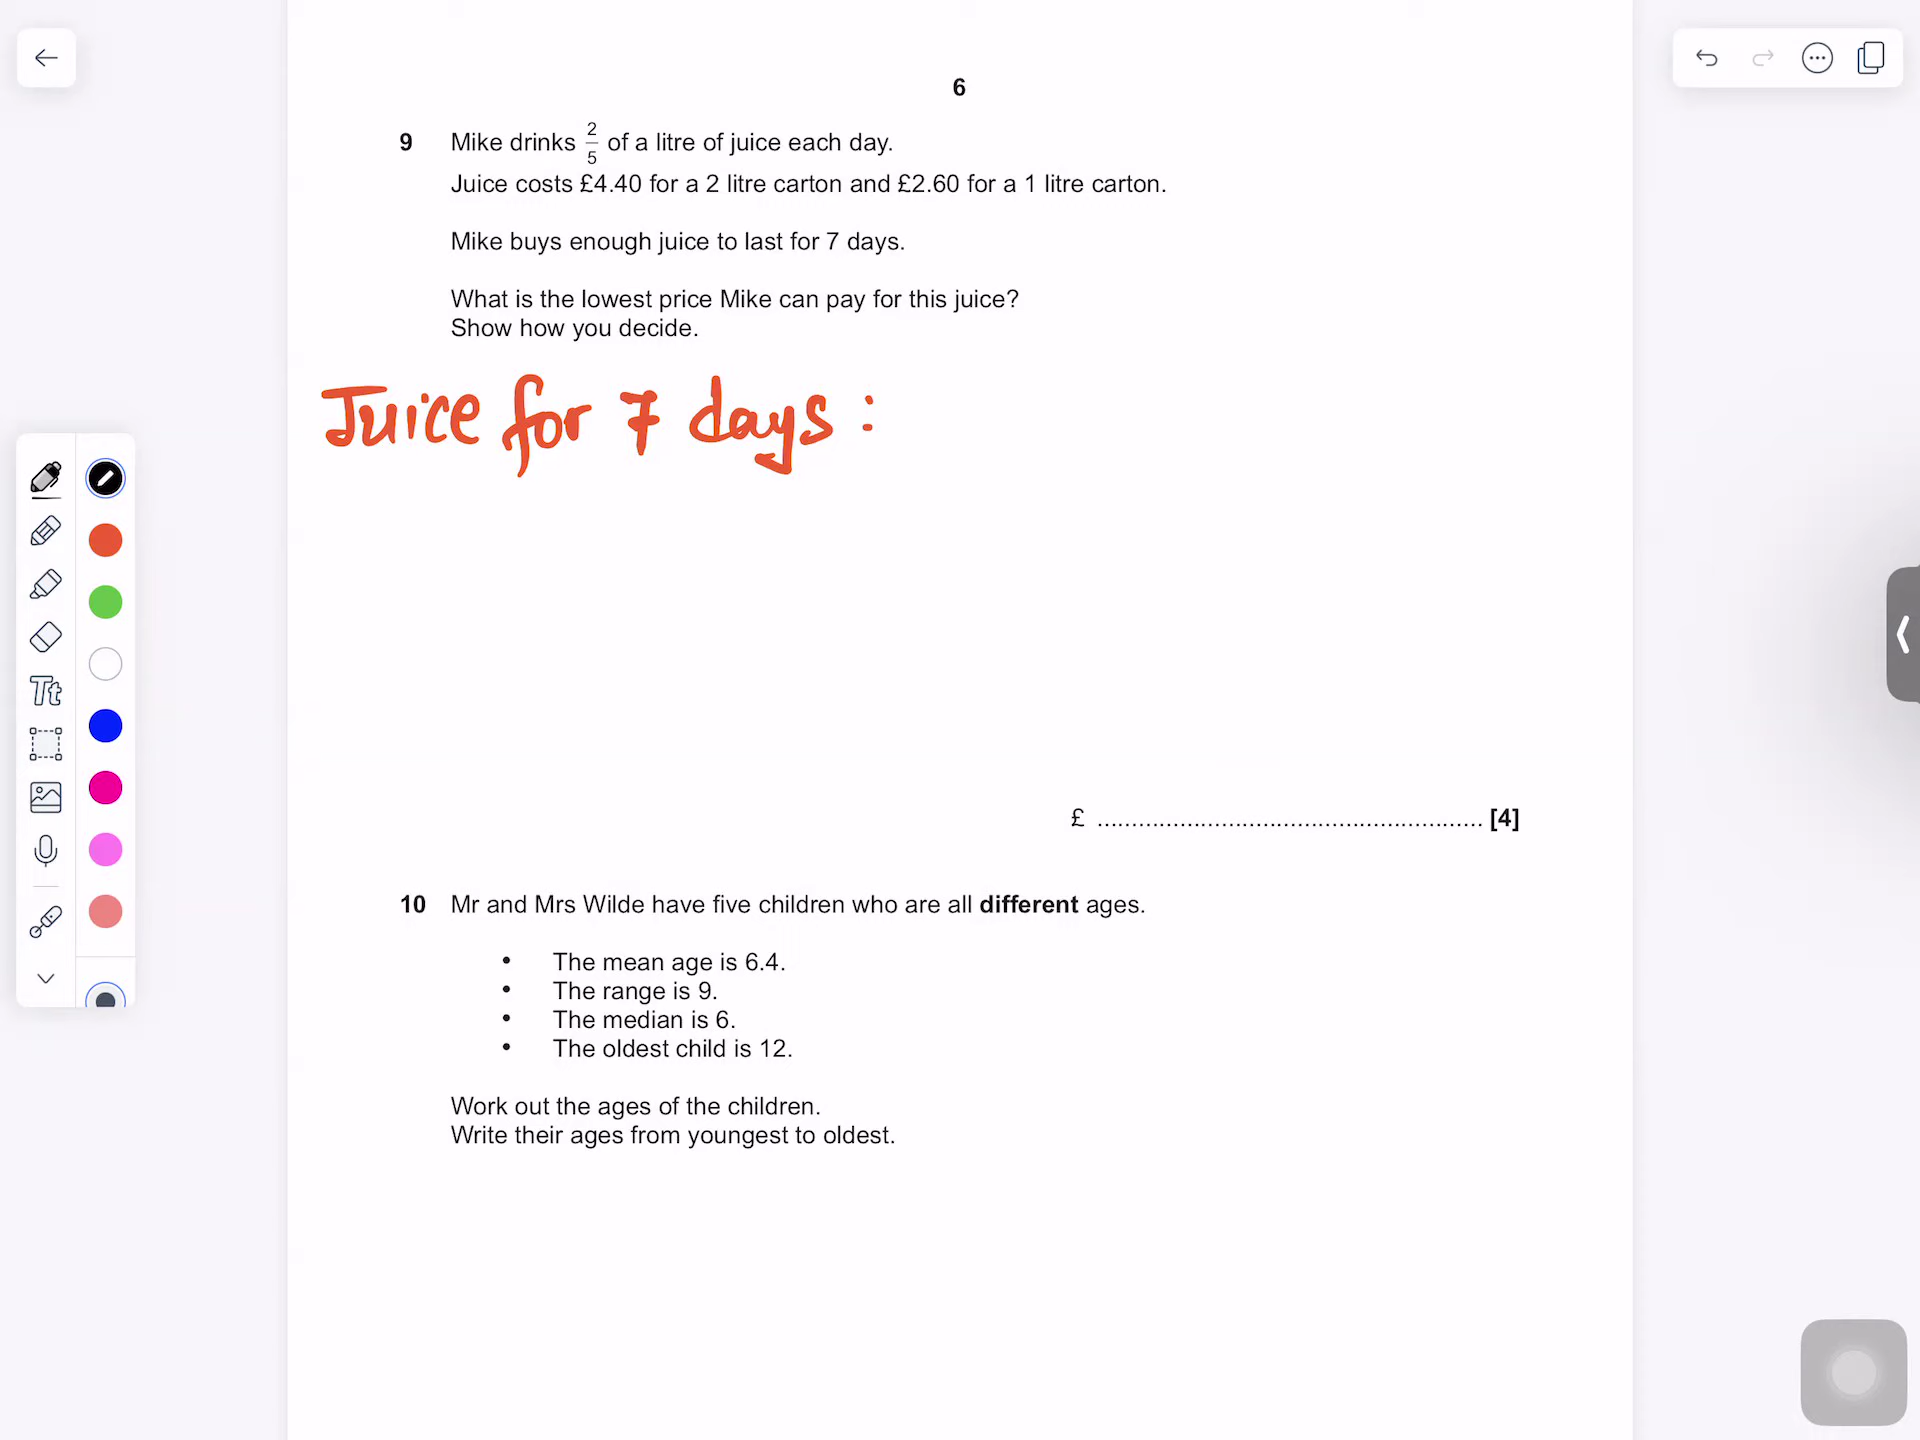 6
9 Mike drinks 2/5 of a litre of juice each day.
Juice costs £4.40 for a 2 litre carton and £2.60 for a 1 litre carton.
Mike buys enough juice to last for 7 days.
What is the lowest price Mike can pay for this juice?
Show how you decide.
Juice for 7 days :
Tt
£ ........................................................ [4]
10 Mr and Mrs Wilde have five children who are all different ages.
• The mean age is 6.4.
• The range is 9.
• The median is 6.
• The oldest child is 12.
Work out the ages of the children.
Write their ages from youngest to oldest.